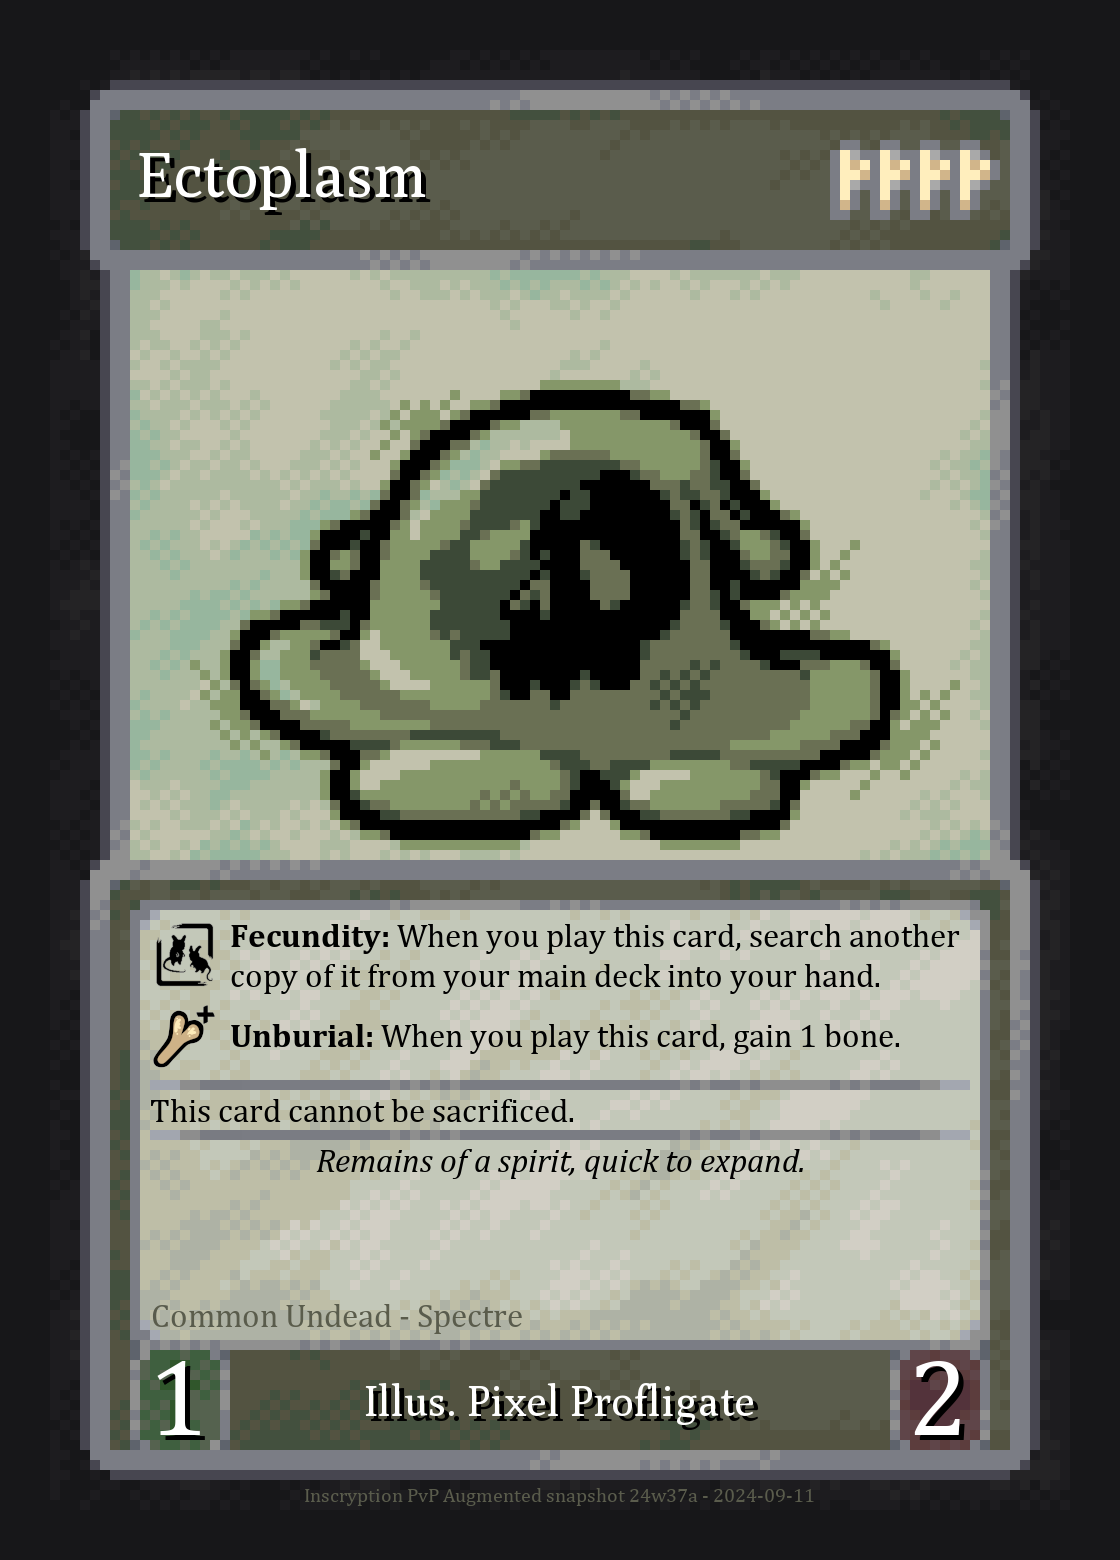 Ectoplasm
Fecundity: When you play this card, search another
copy of it from your main deck into your hand.
Unburial: When you play this card, gain 1 bone.
This card cannot be sacrificed.
Remains of a spirit, quick to expand.
Common Undead - Spectre
1
Illus. Pixel Profligate
2
Inscryption PvP Augmented snapshot 24w37a - 2024-09-11